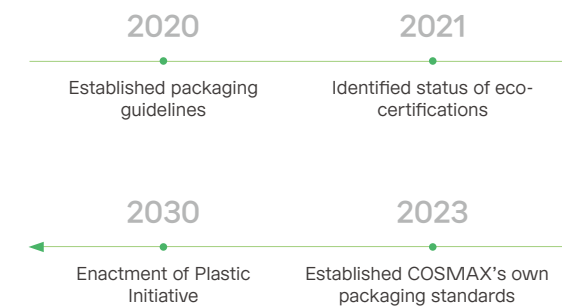 2020
Established packaging
guidelines
2021
Identified status of eco-
certifications
2030
Enactment of Plastic
Initiative
2023
Established COSMAX's own
packaging standards